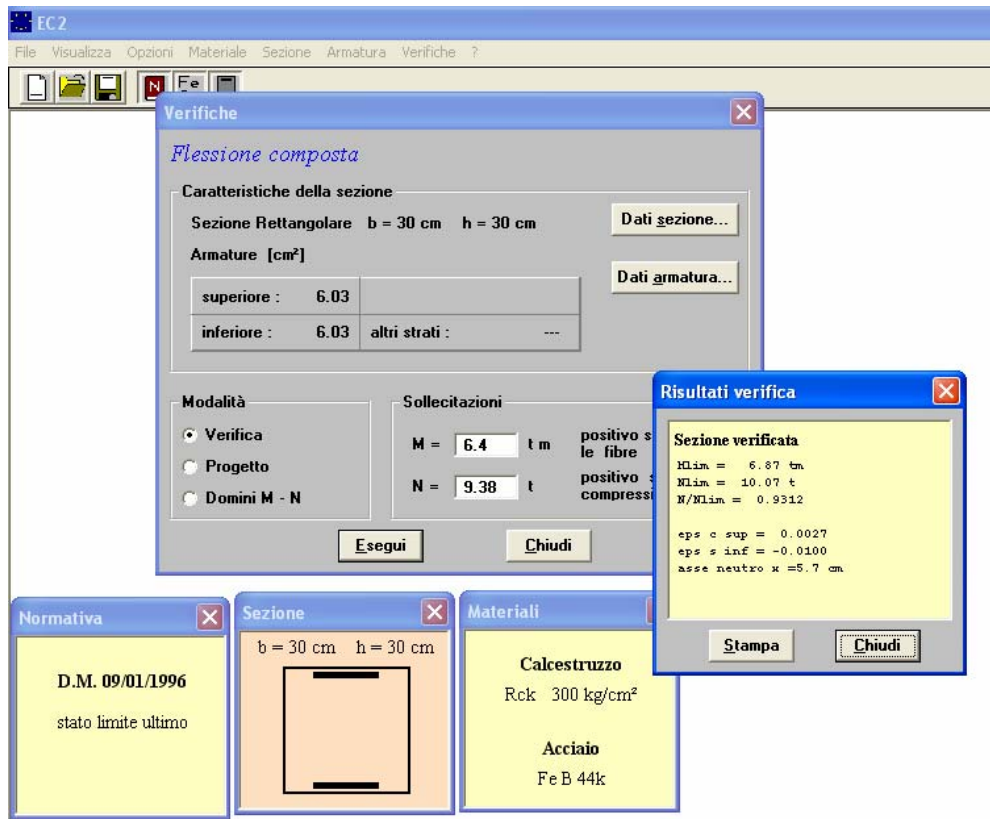 EC2
File Visualizza Opzioni Materiale Sezione Armatura Verifiche ?
N Fe
Verifiche
Flessione composta
Caratteristiche della sezione
Sezione Rettangolare b = 30 cm h = 30 cm
Dati sezione...
Armature [cm²]
Dati armatura...
superiore : 6.03
inferiore : 6.03 altri strati : ---
Modalità
Verifica
Progetto
Domini M - N
Sollecitazioni
M = 6.4 t m positivo s
le fibre
N = 9.38 t positivo
compressi
Esegui
Chiudi
Risultati verifica
Sezione verificata
Mlim = 6.87 tm
Nlim = 10.07 t
N/Nlim = 0.9312
eps c sup = 0.0027
eps s inf = -0.0100
asse neutro x =5.7 cm
Stampa
Chiudi
Normativa
D.M. 09/01/1996
stato limite ultimo
Sezione
b = 30 cm h = 30 cm
Materiali
Calcestruzzo
Rck 300 kg/cm²
Acciaio
Fe B 44k